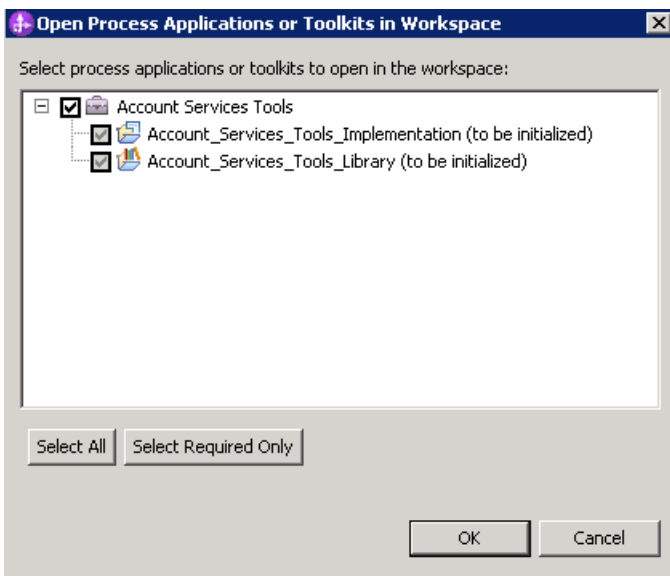 Open Process Applications or Toolkits in Workspace
Select process applications or toolkits to open in the workspace:
Account Services Tools
Account_Services_Tools_Implementation (to be initialized)
Account_Services_Tools_Library (to be initialized)
Select All Select Required Only
OK Cancel